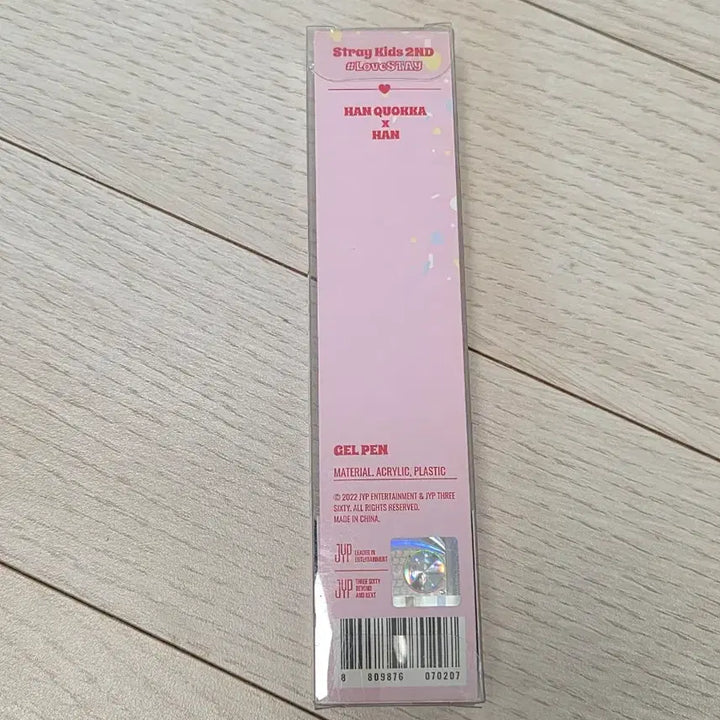 Stray Kids 2ND
#LoveSTAY
HAN QUOKKA
x
HAN
GEL PEN
MATERIAL. ACRYLIC, PLASTIC
© 2022 JYP ENTERTAINMENT & JYP THREE
SIXTY. ALL RIGHTS RESERVED.
MADE IN CHINA.
JYP LEADER IN
ENTERTAINMENT
JYP THREE SIXTY
BEYOND
AND NEXT
8 809876 070207